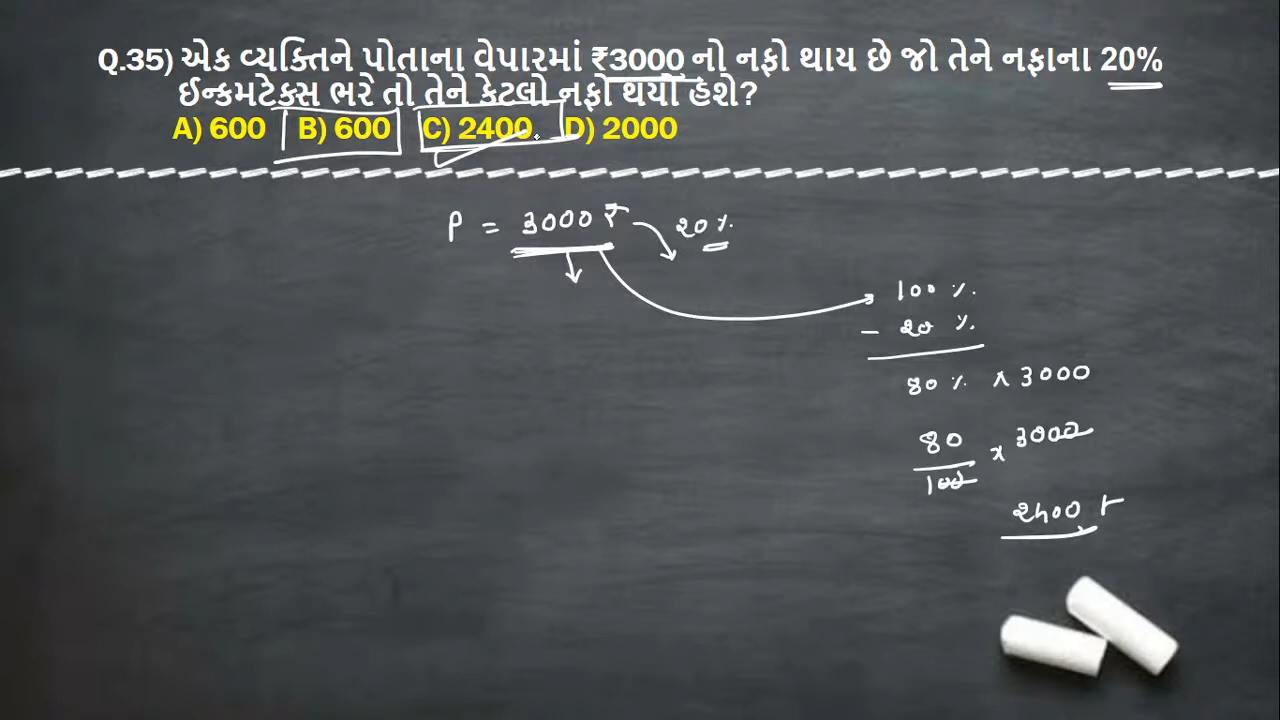 Q.35) એક વ્યક્તિને પોતાના વેપારમાં ₹3000 નો નફો થાય છે જો તેને નફાના 20%
ઈન્કમટેક્સ ભરે તો તેને કેટલો નફો થયો હશે?
A) 600 B) 600 C) 2400 D) 2000
P = 3000 ₹ 20 %
100 %
- 20 %
80 % x 3000
80
x 3000
100
2400 ₹